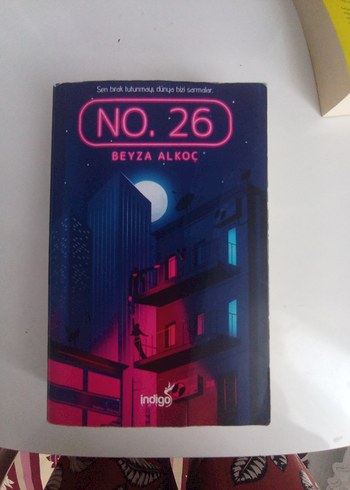 Sen bırak tutunmayı, dünya bizi sarmalar.
NO. 26
BEYZA ALKOÇ
indigo